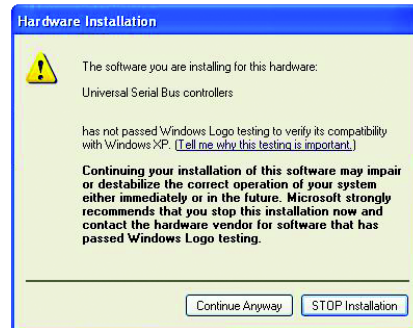 Hardware Installation
The software you are installing for this hardware:
Universal Serial Bus controllers
has not passed Windows Logo testing to verify its compatibility
with Windows XP. (Tell me why this testing is important.)
Continuing your installation of this software may impair
or destabilize the correct operation of your system
either immediately or in the future. Microsoft strongly
recommends that you stop this installation now and
contact the hardware vendor for software that has
passed Windows Logo testing.
Continue Anyway
STOP Installation